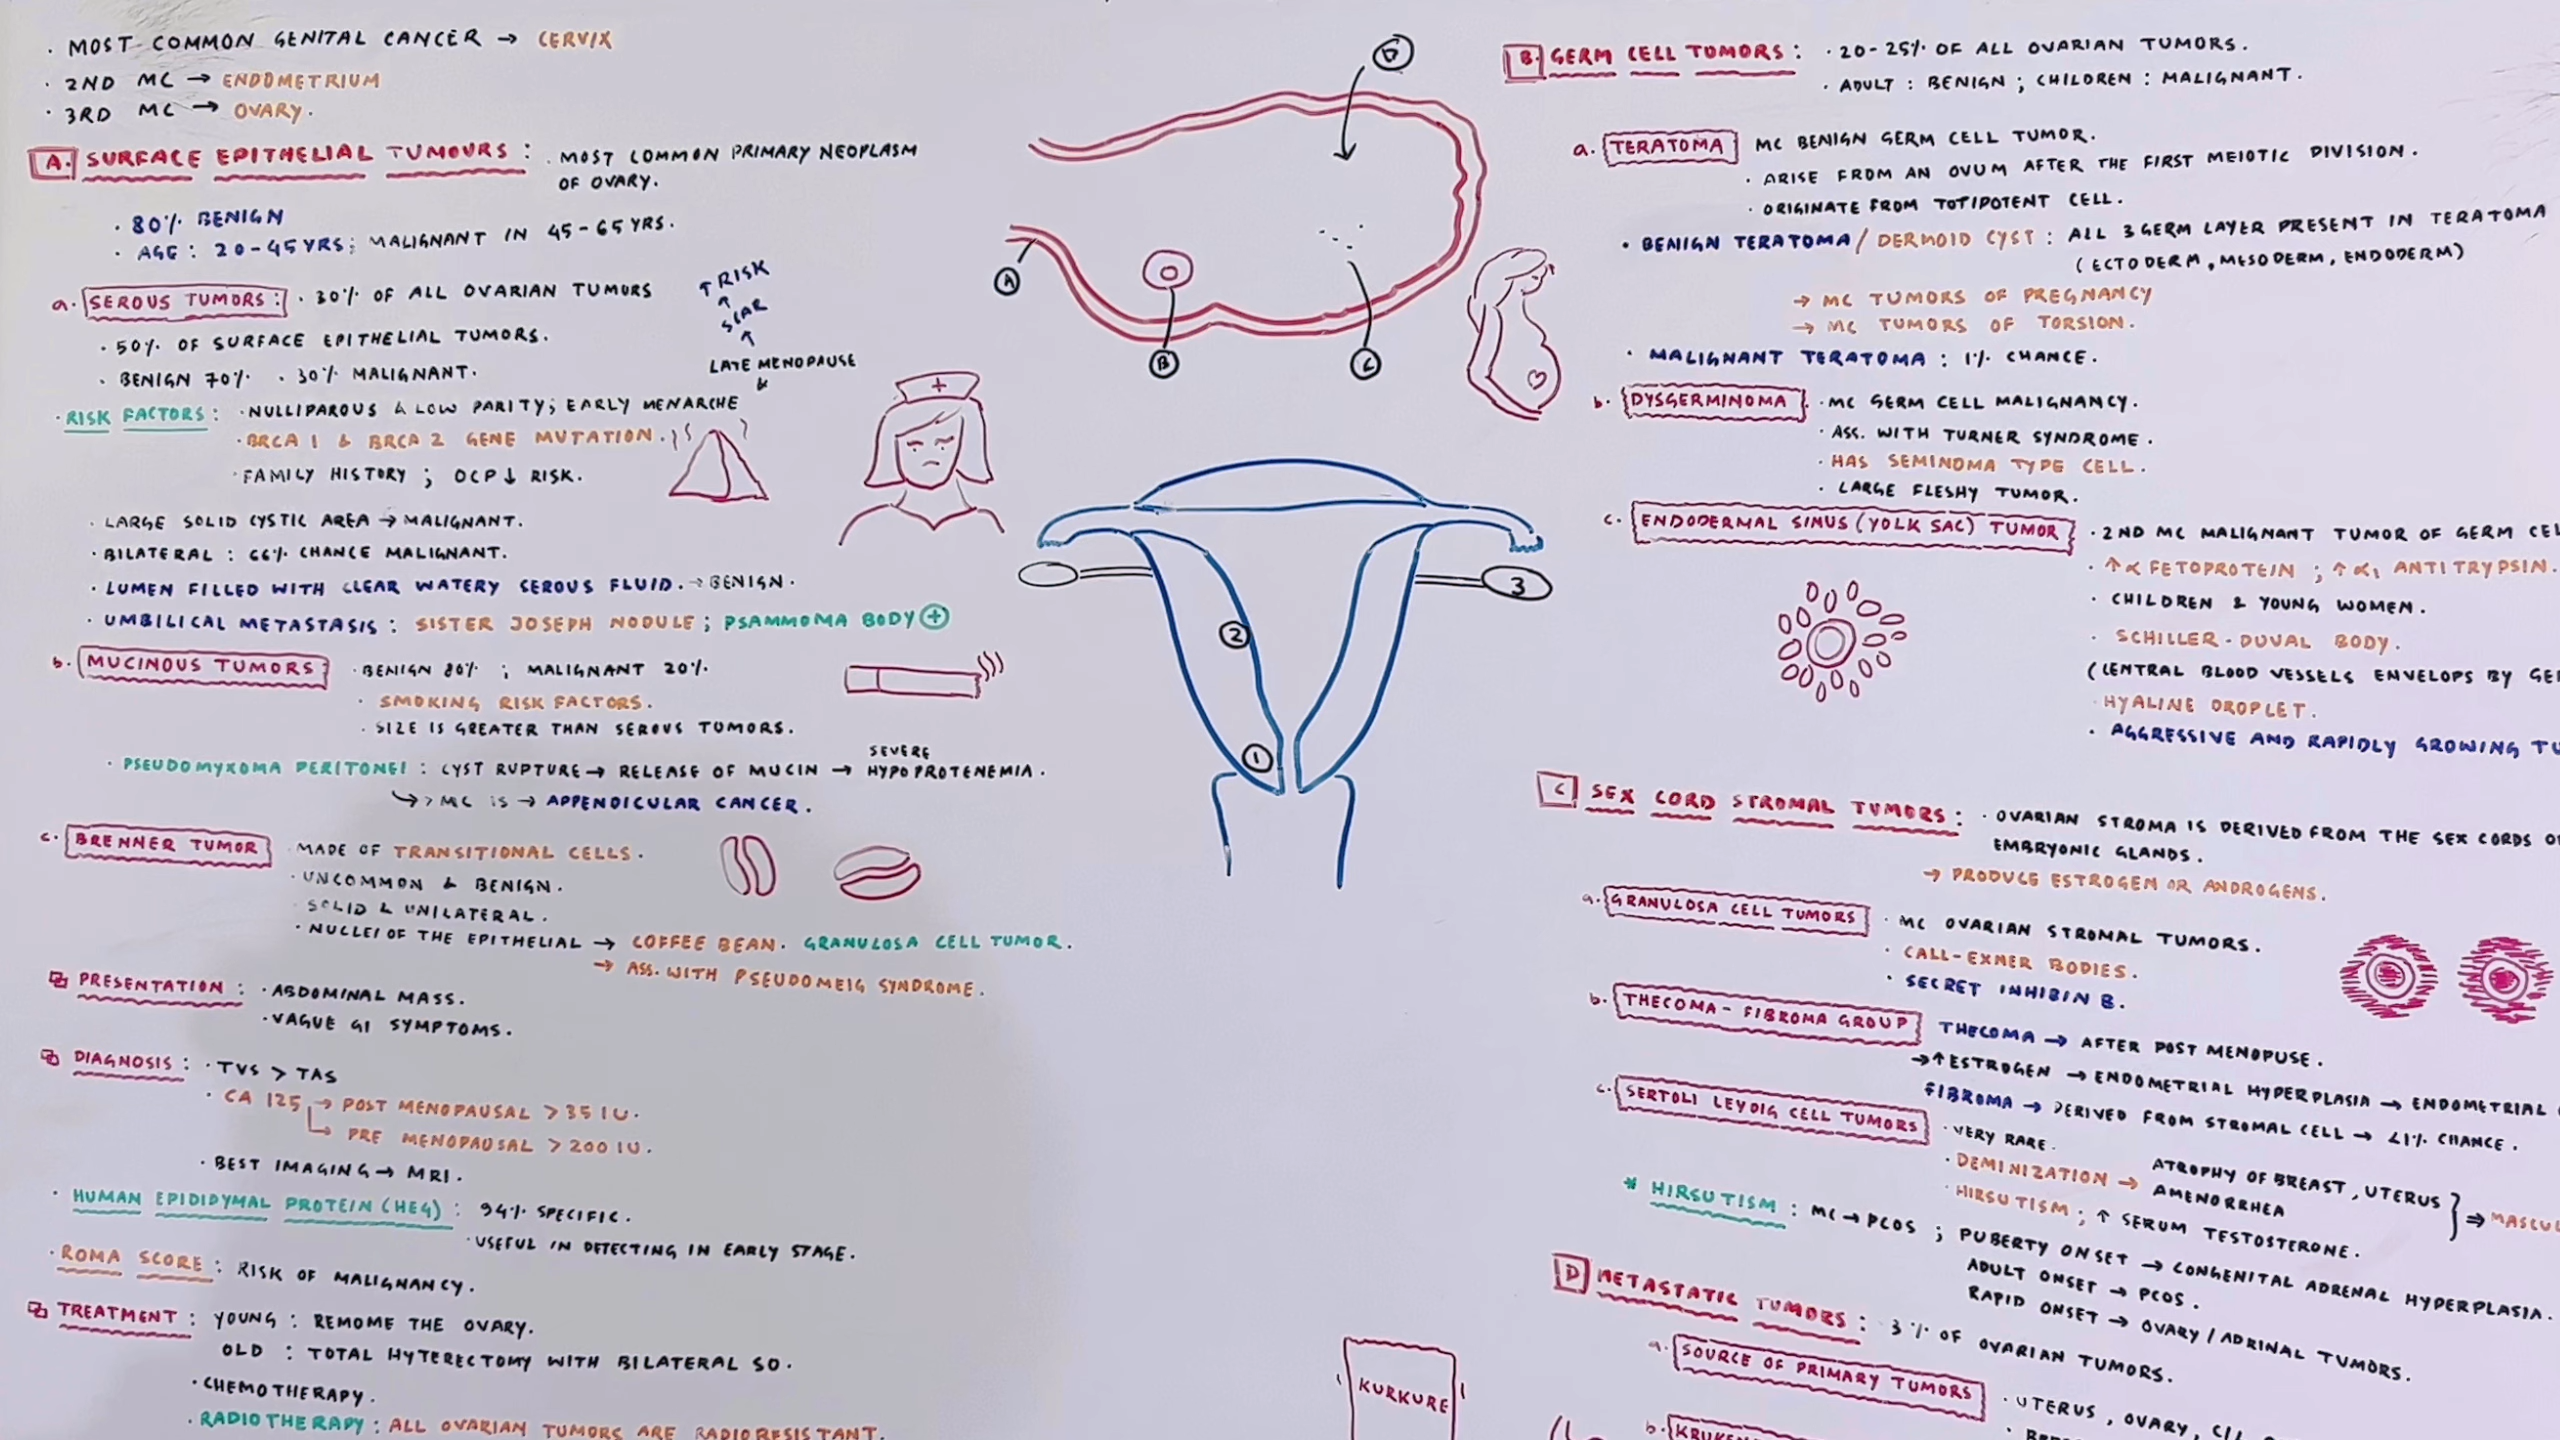 · MOST COMMON GENITAL CANCER → CERVIX
· 2ND MC → ENDOMETRIUM
· 3RD MC → OVARY.
A. SURFACE EPITHELIAL TUMOURS : . MOST COMMON PRIMARY NEOPLASM
OF OVARY.
· 80% BENIGN
· AGE : 20-45 YRS; MALIGNANT IN 45-65 YRS.
a. SEROUS TUMORS: · 30% OF ALL OVARIAN TUMORS
· 50% OF SURFACE EPITHELIAL TUMORS.
· BENIGN 70% . 30% MALIGNANT.
↑ RISK
↑
SCAR
↑
LATE MENOPAUSE
&
· RISK FACTORS : · NULLIPAROUS & LOW PARITY; EARLY MENARCHE
· BRCA 1 & BRCA 2 GENE MUTATION.
· FAMILY HISTORY ; OCP ↓ RISK.
· LARGE SOLID CYSTIC AREA → MALIGNANT.
· BILATERAL : 66% CHANCE MALIGNANT.
· LUMEN FILLED WITH CLEAR WATERY SEROUS FLUID. → BENIGN.
· UMBILICAL METASTASIS : SISTER JOSEPH NODULE ; PSAMMOMA BODY ⊕
b. MUCINOUS TUMORS · BENIGN 80% ; MALIGNANT 20%.
· SMOKING RISK FACTORS.
· SIZE IS GREATER THAN SEROUS TUMORS.
· PSEUDOMYXOMA PERITONEI : CYST RUPTURE → RELEASE OF MUCIN → SEVERE HYPOPROTENEMIA.
↳ > MC IS → APPENDICULAR CANCER.
c. BRENNER TUMOR MADE OF TRANSITIONAL CELLS.
· UNCOMMON & BENIGN.
· SOLID & UNILATERAL.
· NUCLEI OF THE EPITHELIAL → COFFEE BEAN. GRANULOSA CELL TUMOR.
→ ASS. WITH PSEUDOMEIG SYNDROME.
PRESENTATION : · ABDOMINAL MASS.
· VAGUE GI SYMPTOMS.
DIAGNOSIS : · TVS > TAS
· CA 125 → POST MENOPAUSAL > 35 IU.
↳ PRE MENOPAUSAL > 200 IU.
· BEST IMAGING → MRI.
· HUMAN EPIDIDYMAL PROTEIN (HE4) : 94% SPECIFIC.
· USEFUL IN DETECTING IN EARLY STAGE.
· ROMA SCORE : RISK OF MALIGNANCY.
TREATMENT : YOUNG : REMOME THE OVARY.
OLD : TOTAL HYTERECTOMY WITH BILATERAL SO.
· CHEMOTHERAPY.
· RADIOTHERAPY : ALL OVARIAN TUMORS ARE RADIORESISTANT.
D
A
B
C
3
2
1
KURKURE
B. GERM CELL TUMORS : · 20-25% OF ALL OVARIAN TUMORS.
· ADULT : BENIGN ; CHILDREN : MALIGNANT.
a. TERATOMA MC BENIGN GERM CELL TUMOR.
· ARISE FROM AN OVUM AFTER THE FIRST MEIOTIC DIVISION.
· ORIGINATE FROM TOTIPOTENT CELL.
· BENIGN TERATOMA / DERMOID CYST : ALL 3 GERM LAYER PRESENT IN TERATOMA
(ECTODERM, MESODERM, ENDODERM)
→ MC TUMORS OF PREGNANCY
→ MC TUMORS OF TORSION.
· MALIGNANT TERATOMA : 1% CHANCE.
b. DYSGERMINOMA · MC GERM CELL MALIGNANCY.
· ASS. WITH TURNER SYNDROME.
· HAS SEMINOMA TYPE CELL.
· LARGE FLESHY TUMOR.
c. ENDODERMAL SINUS (YOLK SAC) TUMOR · 2ND MC MALIGNANT TUMOR OF GERM CEL
· ↑ α FETOPROTEIN ; ↑ α₁ ANTITRYPSIN.
· CHILDREN & YOUNG WOMEN.
· SCHILLER-DUVAL BODY.
(CENTRAL BLOOD VESSELS ENVELOPS BY GE
HYALINE DROPLET.
· AGGRESSIVE AND RAPIDLY GROWING TU
C SEX CORD STROMAL TUMORS : · OVARIAN STROMA IS DERIVED FROM THE SEX CORDS O
EMBRYONIC GLANDS.
→ PRODUCE ESTROGEN OR ANDROGENS.
a. GRANULOSA CELL TUMORS · MC OVARIAN STROMAL TUMORS.
· CALL-EXNER BODIES.
· SECRET INHIBIN B.
b. THECOMA-FIBROMA GROUP THECOMA → AFTER POST MENOPUSE.
→ ↑ ESTROGEN → ENDOMETRIAL HYPERPLASIA → ENDOMETRIAL
FIBROMA → DERIVED FROM STROMAL CELL → <1% CHANCE.
c. SERTOLI LEYDIG CELL TUMORS · VERY RARE.
· DEMINIZATION → ATROPHY OF BREAST, UTERUS
AMENORRHEA
· HIRSUTISM ; ↑ SERUM TESTOSTERONE. } ⇒ MASCUL
* HIRSUTISM : MC → PCOS ; PUBERTY ONSET → CONGENITAL ADRENAL HYPERPLASIA.
ADULT ONSET → PCOS.
RAPID ONSET → OVARY / ADRINAL TUMORS.
D METASTATIC TUMORS : 3% OF OVARIAN TUMORS.
a. SOURCE OF PRIMARY TUMORS · UTERUS, OVARY,
b. KRUKEN